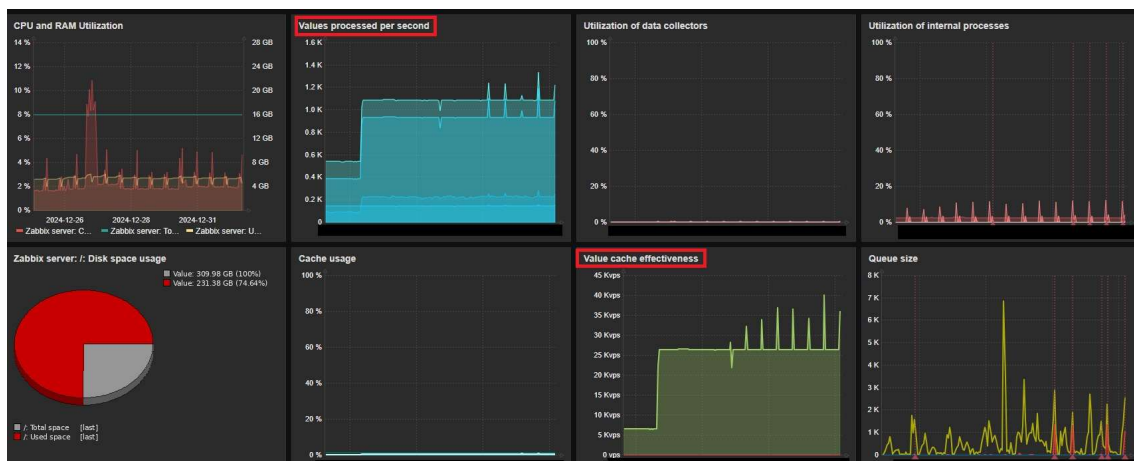 CPU and RAM Utilization
14 %
28 GB
12 %
24 GB
10 %
20 GB
8 %
16 GB
6 %
12 GB
4 %
8 GB
2 %
4 GB
0 %
2024-12-26 2024-12-28 2024-12-31
Zabbix server: C... Zabbix server: To... Zabbix server: U...
Values processed per second
1.6 K
1.4 K
1.2 K
1.0 K
0.8 K
0.6 K
0.4 K
0.2 K
0
Utilization of data collectors
100 %
80 %
60 %
40 %
20 %
0 %
Utilization of internal processes
100 %
80 %
60 %
40 %
20 %
0 %
Zabbix server: /: Disk space usage
Value: 309.98 GB (100%)
Value: 231.38 GB (74.64%)
/: Total space [last]
/: Used space [last]
Cache usage
100 %
80 %
60 %
40 %
20 %
0 %
Value cache effectiveness
45 Kvps
40 Kvps
35 Kvps
30 Kvps
25 Kvps
20 Kvps
15 Kvps
10 Kvps
5 Kvps
0 vps
Queue size
8 K
7 K
6 K
5 K
4 K
3 K
2 K
1 K
0